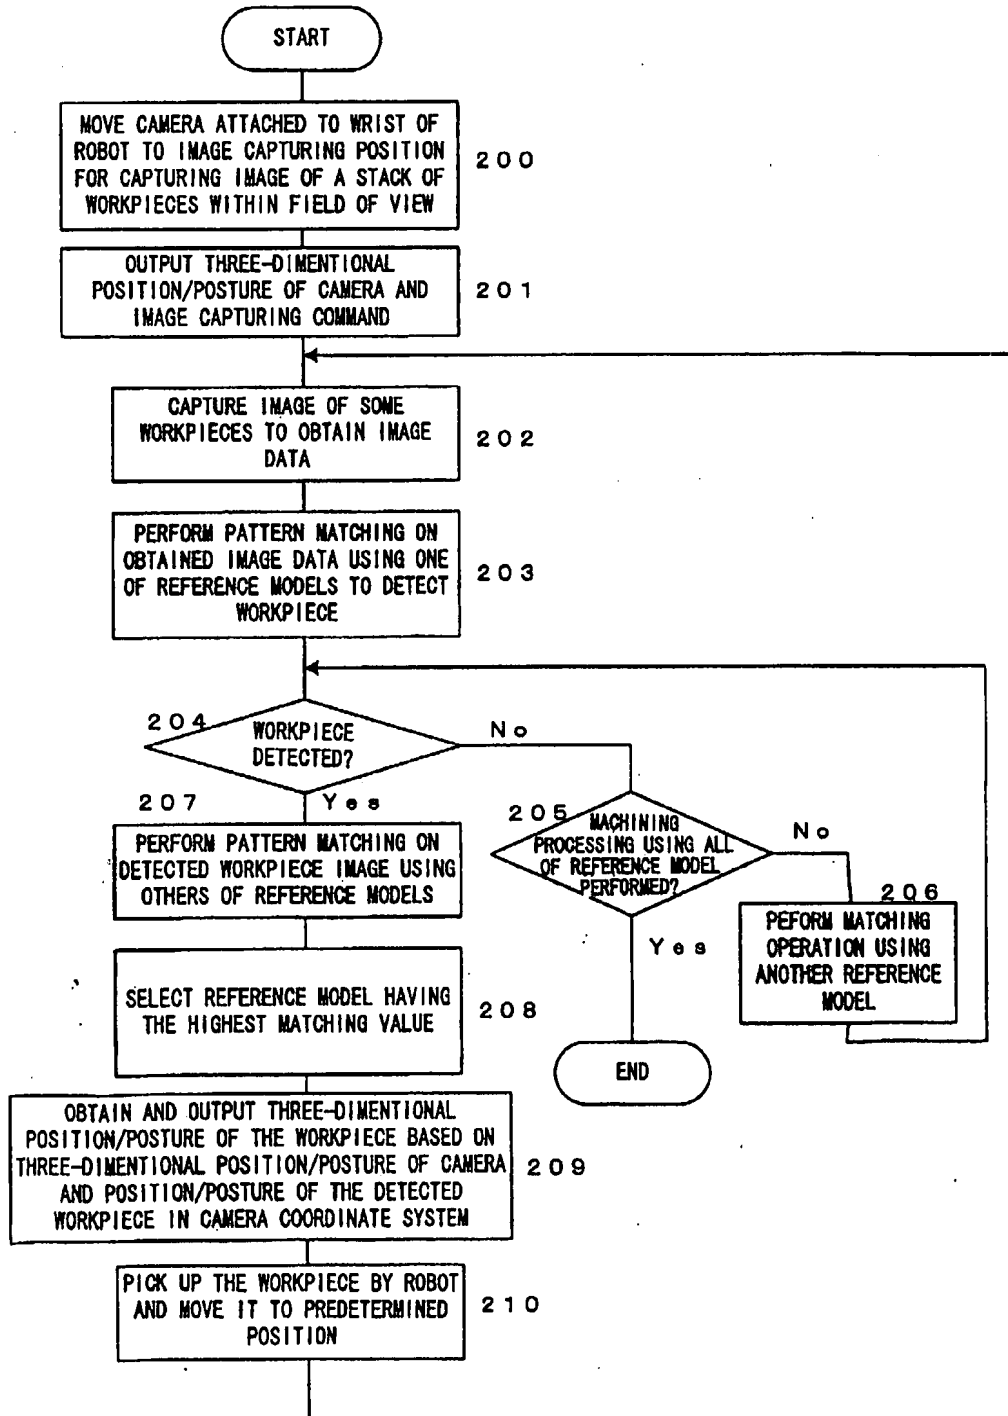 START
MOVE CAMERA ATTACHED TO WRIST OF
ROBOT TO IMAGE CAPTURING POSITION
FOR CAPTURING IMAGE OF A STACK OF
WORKPIECES WITHIN FIELD OF VIEW
200
OUTPUT THREE-DIMENTIONAL
POSITION/POSTURE OF CAMERA AND
IMAGE CAPTURING COMMAND
201
CAPTURE IMAGE OF SOME
WORKPIECES TO OBTAIN IMAGE
DATA
202
PERFORM PATTERN MATCHING ON
OBTAINED IMAGE DATA USING ONE
OF REFERENCE MODELS TO DETECT
WORKPIECE
203
204
WORKPIECE
DETECTED?
No
Yes
205
MACHINING
PROCESSING USING ALL
OF REFERENCE MODEL
PERFORMED?
No
Yes
206
PEFORM MATCHING
OPERATION USING
ANOTHER REFERENCE
MODEL
END
207
PERFORM PATTERN MATCHING ON
DETECTED WORKPIECE IMAGE USING
OTHERS OF REFERENCE MODELS
SELECT REFERENCE MODEL HAVING
THE HIGHEST MATCHING VALUE
208
OBTAIN AND OUTPUT THREE-DIMENTIONAL
POSITION/POSTURE OF THE WORKPIECE BASED ON
THREE-DIMENTIONAL POSITION/POSTURE OF CAMERA
AND POSITION/POSTURE OF THE DETECTED
WORKPIECE IN CAMERA COORDINATE SYSTEM
209
PICK UP THE WORKPIECE BY ROBOT
AND MOVE IT TO PREDETERMINED
POSITION
210